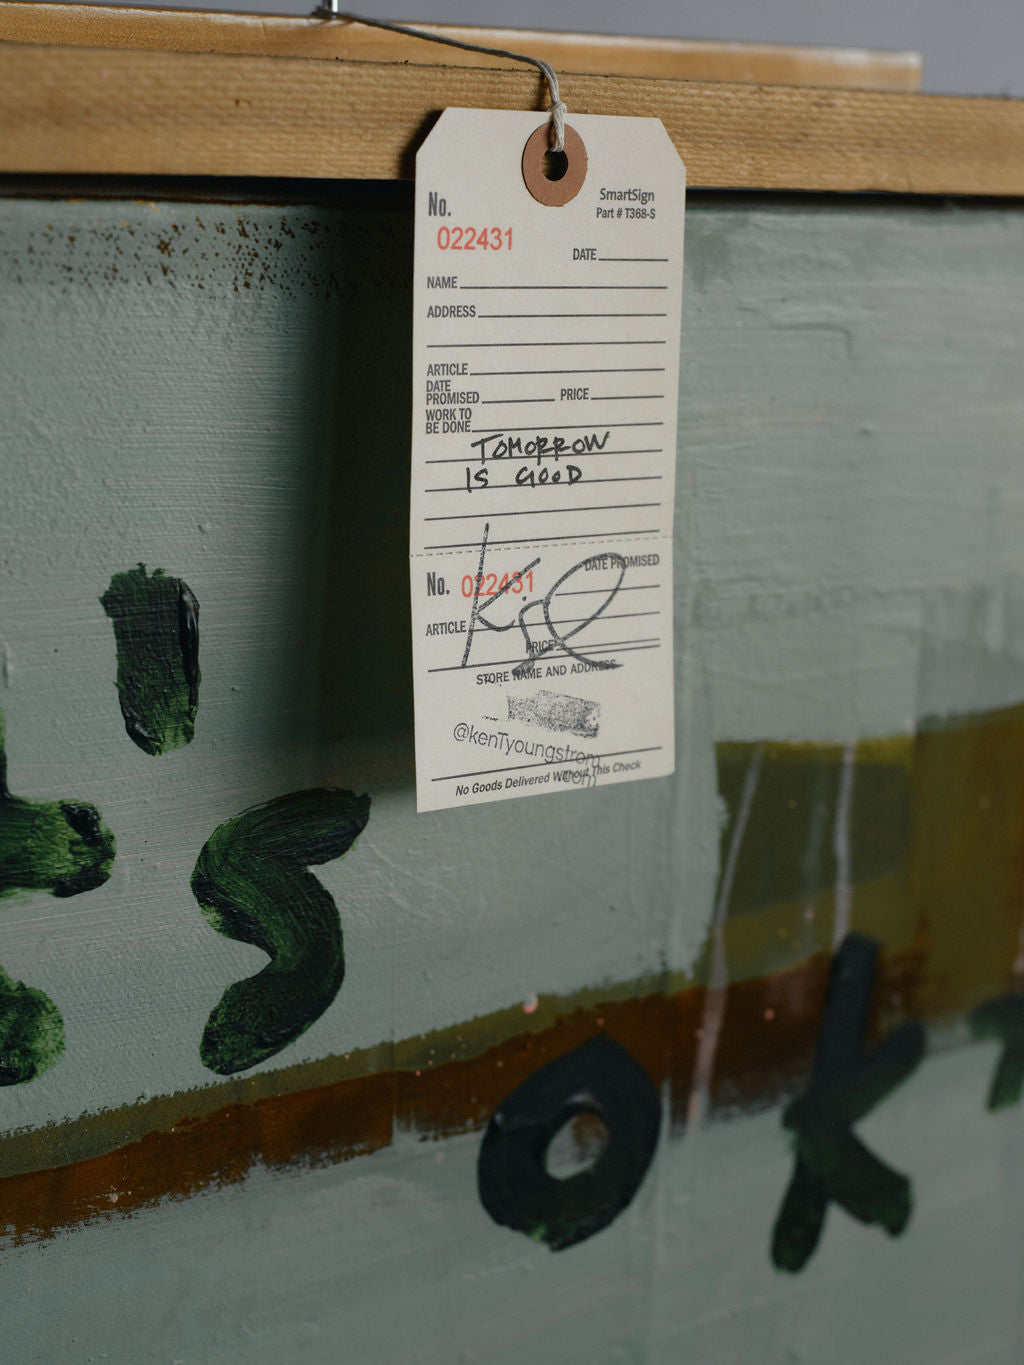 No.
SmartSign
Part # T368-S
022431
DATE
NAME
ADDRESS
ARTICLE
DATE
PROMISED
PRICE
WORK TO
BE DONE
TOMORROW
IS GOOD
DATE PROMISED
No. 022431
ARTICLE
PRICE
STORE NAME AND ADDRESS
@kenTyoungstrom
.com
No Goods Delivered Without This Check
'S
OK